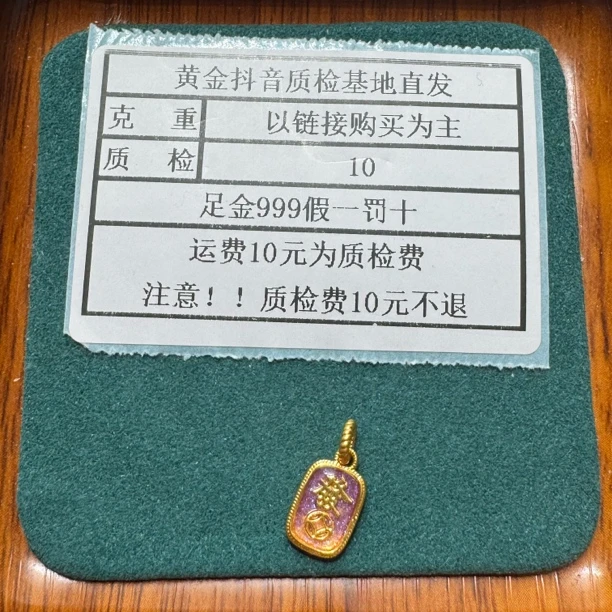 黄金抖音质检基地直发
克 重 以链接购买为主
质 检 10
足金999假一罚十
运费10元为质检费
注意！！质检费10元不退
發